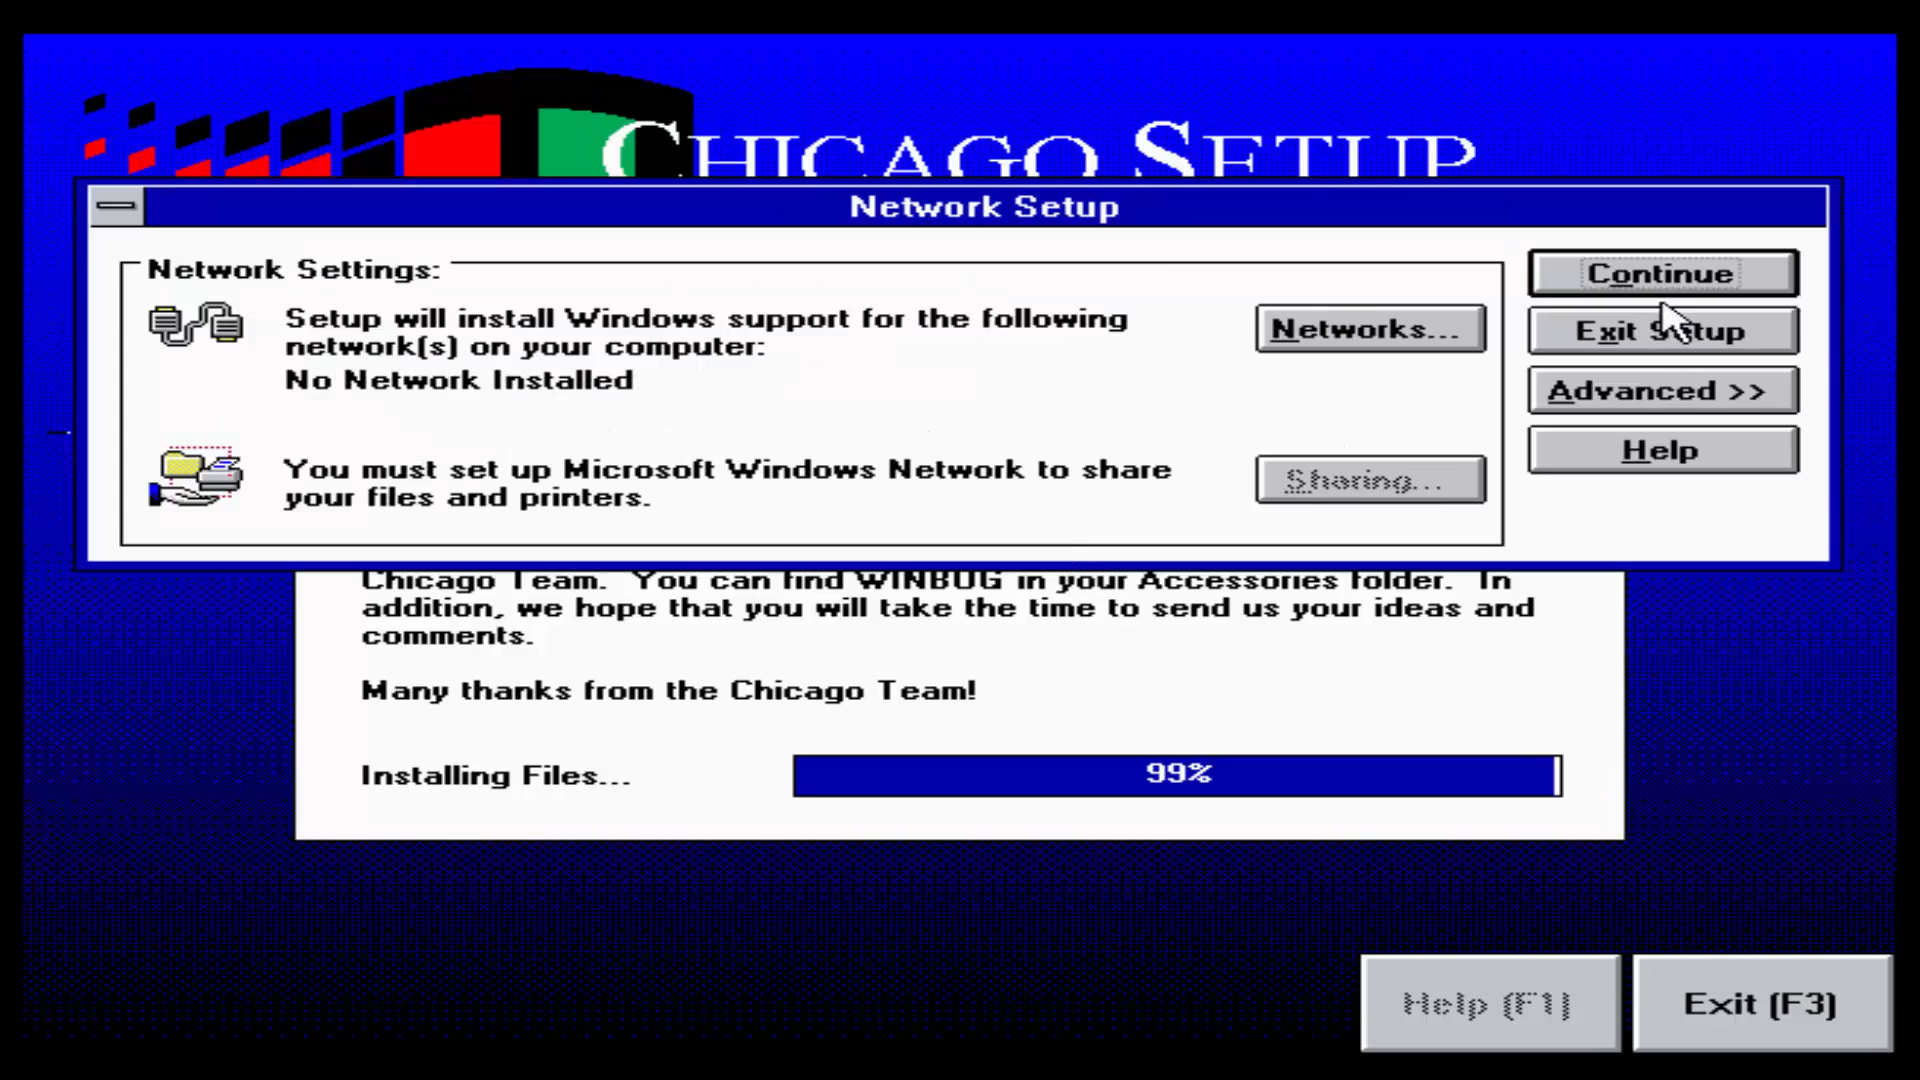 CHICAGO SETUP
Network Setup
Network Settings:
Setup will install Windows support for the following
network(s) on your computer:
No Network Installed
Networks...
You must set up Microsoft Windows Network to share
your files and printers.
Sharing...
Continue
Exit Setup
Advanced >>
Help
Chicago Team. You can find WINBUG in your Accessories folder. In
addition, we hope that you will take the time to send us your ideas and
comments.
Many thanks from the Chicago Team!
Installing Files...
99%
Help (F1)
Exit (F3)